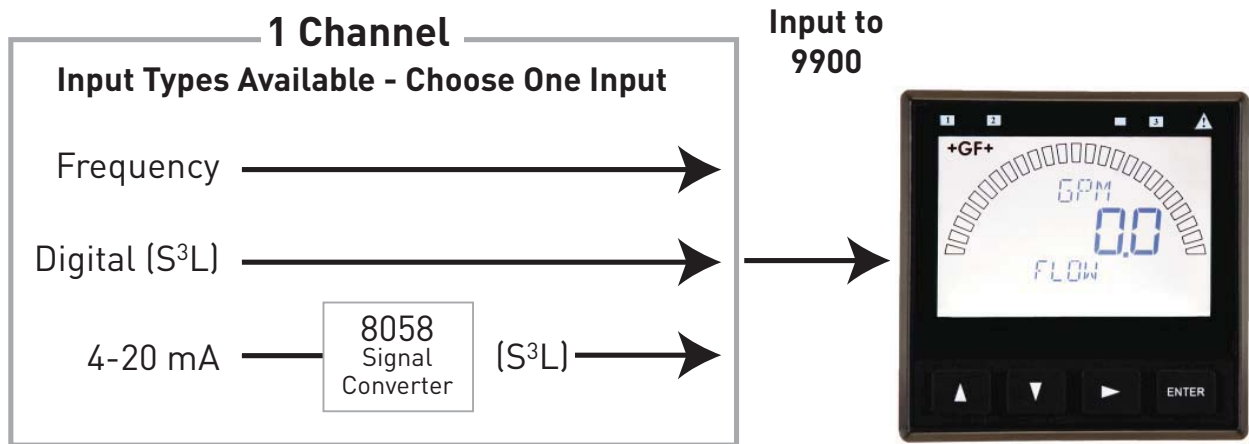 1 Channel
Input Types Available - Choose One Input
Frequency
Digital (S³L)
4-20 mA
8058
Signal
Converter
(S³L)
Input to
9900
1 2 3
+GF+
GPM
0.0
FLOW
ENTER